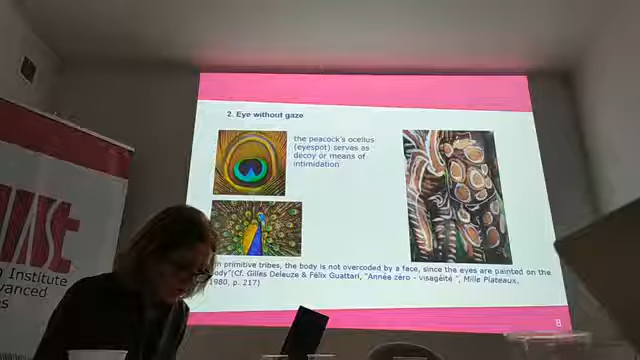 2. Eye without gaze
the peacock's ocellus
(eyespot) serves as
decoy or means of
intimidation
in primitive tribes, the body is not overcoded by a face, since the eyes are painted on the
body"(Cf. Gilles Deleuze & Félix Guattari, "Année zéro - visagéité ", Mille Plateaux,
1980, p. 217)
8
Institute